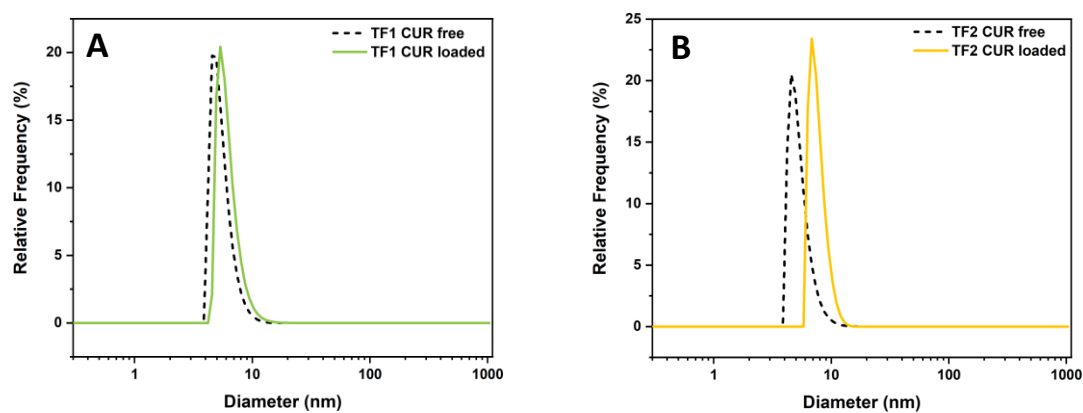 A
TF1 CUR free
TF1 CUR loaded
Relative Frequency (%)
20
15
10
5
0
1
10
100
1000
Diameter (nm)
B
TF2 CUR free
TF2 CUR loaded
Relative Frequency (%)
25
20
15
10
5
0
1
10
100
1000
Diameter (nm)